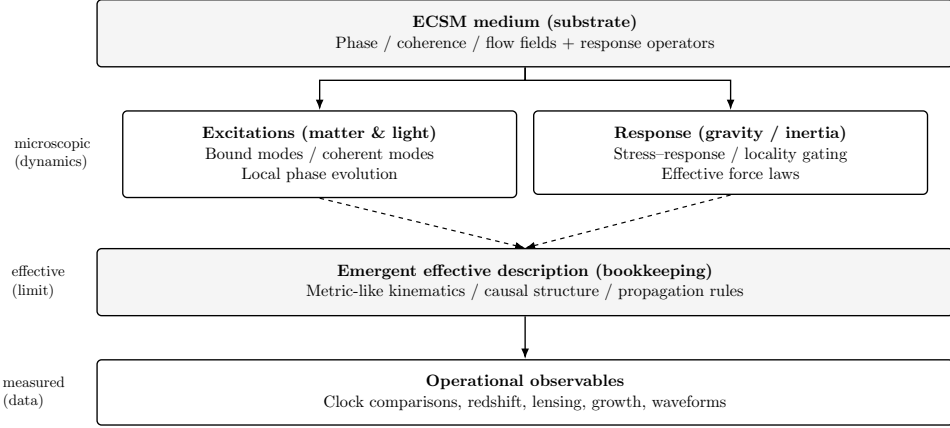 ECSM medium (substrate)
Phase / coherence / flow fields + response operators
microscopic
(dynamics)
Excitations (matter & light)
Bound modes / coherent modes
Local phase evolution
Response (gravity / inertia)
Stress–response / locality gating
Effective force laws
effective
(limit)
Emergent effective description (bookkeeping)
Metric-like kinematics / causal structure / propagation rules
measured
(data)
Operational observables
Clock comparisons, redshift, lensing, growth, waveforms